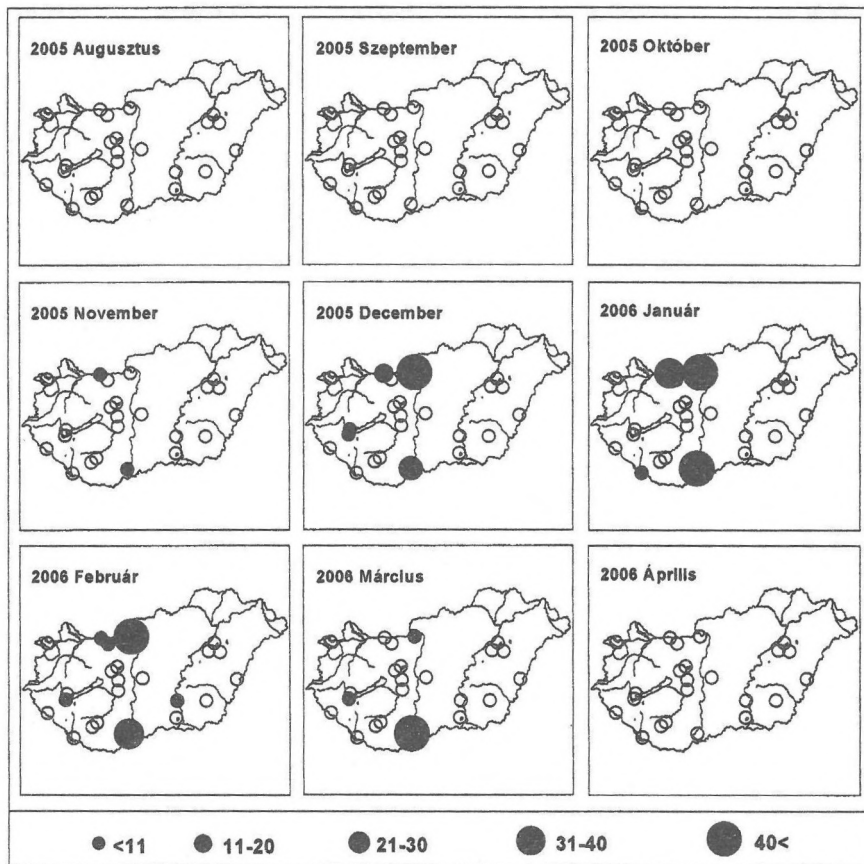 2005 Augusztus
2005 Szeptember
2005 Október
2005 November
2005 December
2006 Január
2006 Február
2006 Március
2006 Április
<11 11-20 21-30 31-40 40<